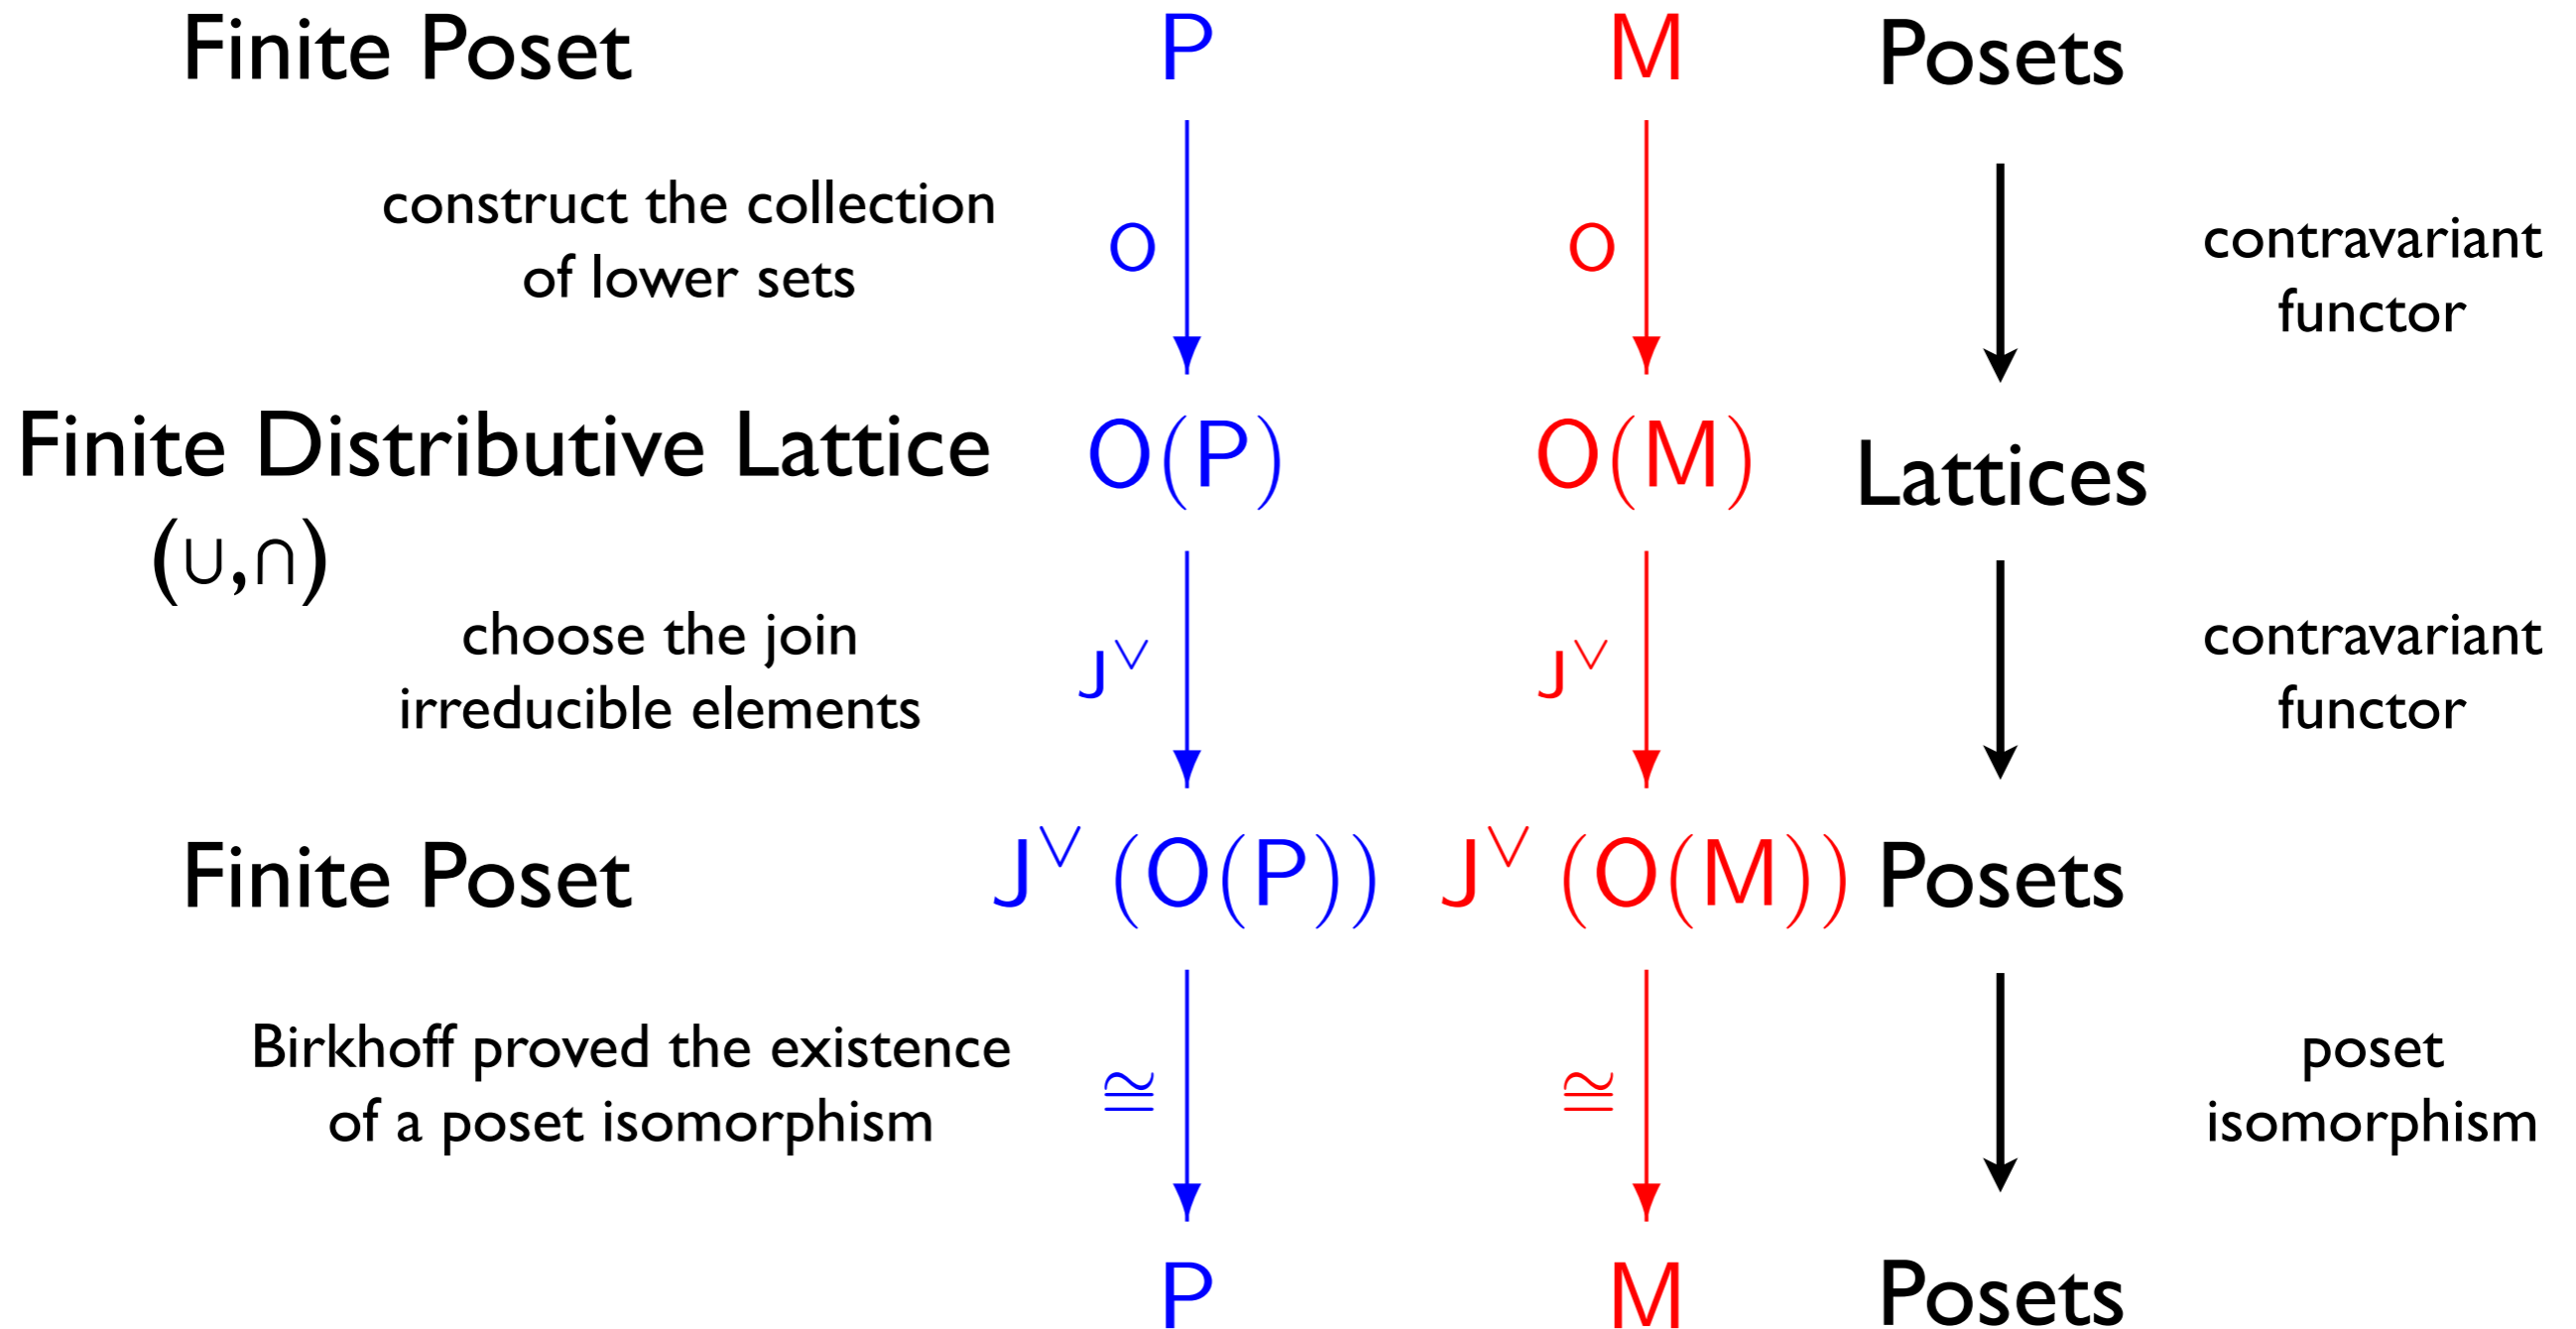 Finite Poset P M Posets
construct the collection
of lower sets
O O
contravariant
functor
Finite Distributive Lattice O(P) O(M) Lattices
(∪,∩)
choose the join
irreducible elements
J^∨ J^∨
contravariant
functor
Finite Poset J^∨(O(P)) J^∨(O(M)) Posets
Birkhoff proved the existence
of a poset isomorphism
≅ ≅
poset
isomorphism
P M Posets